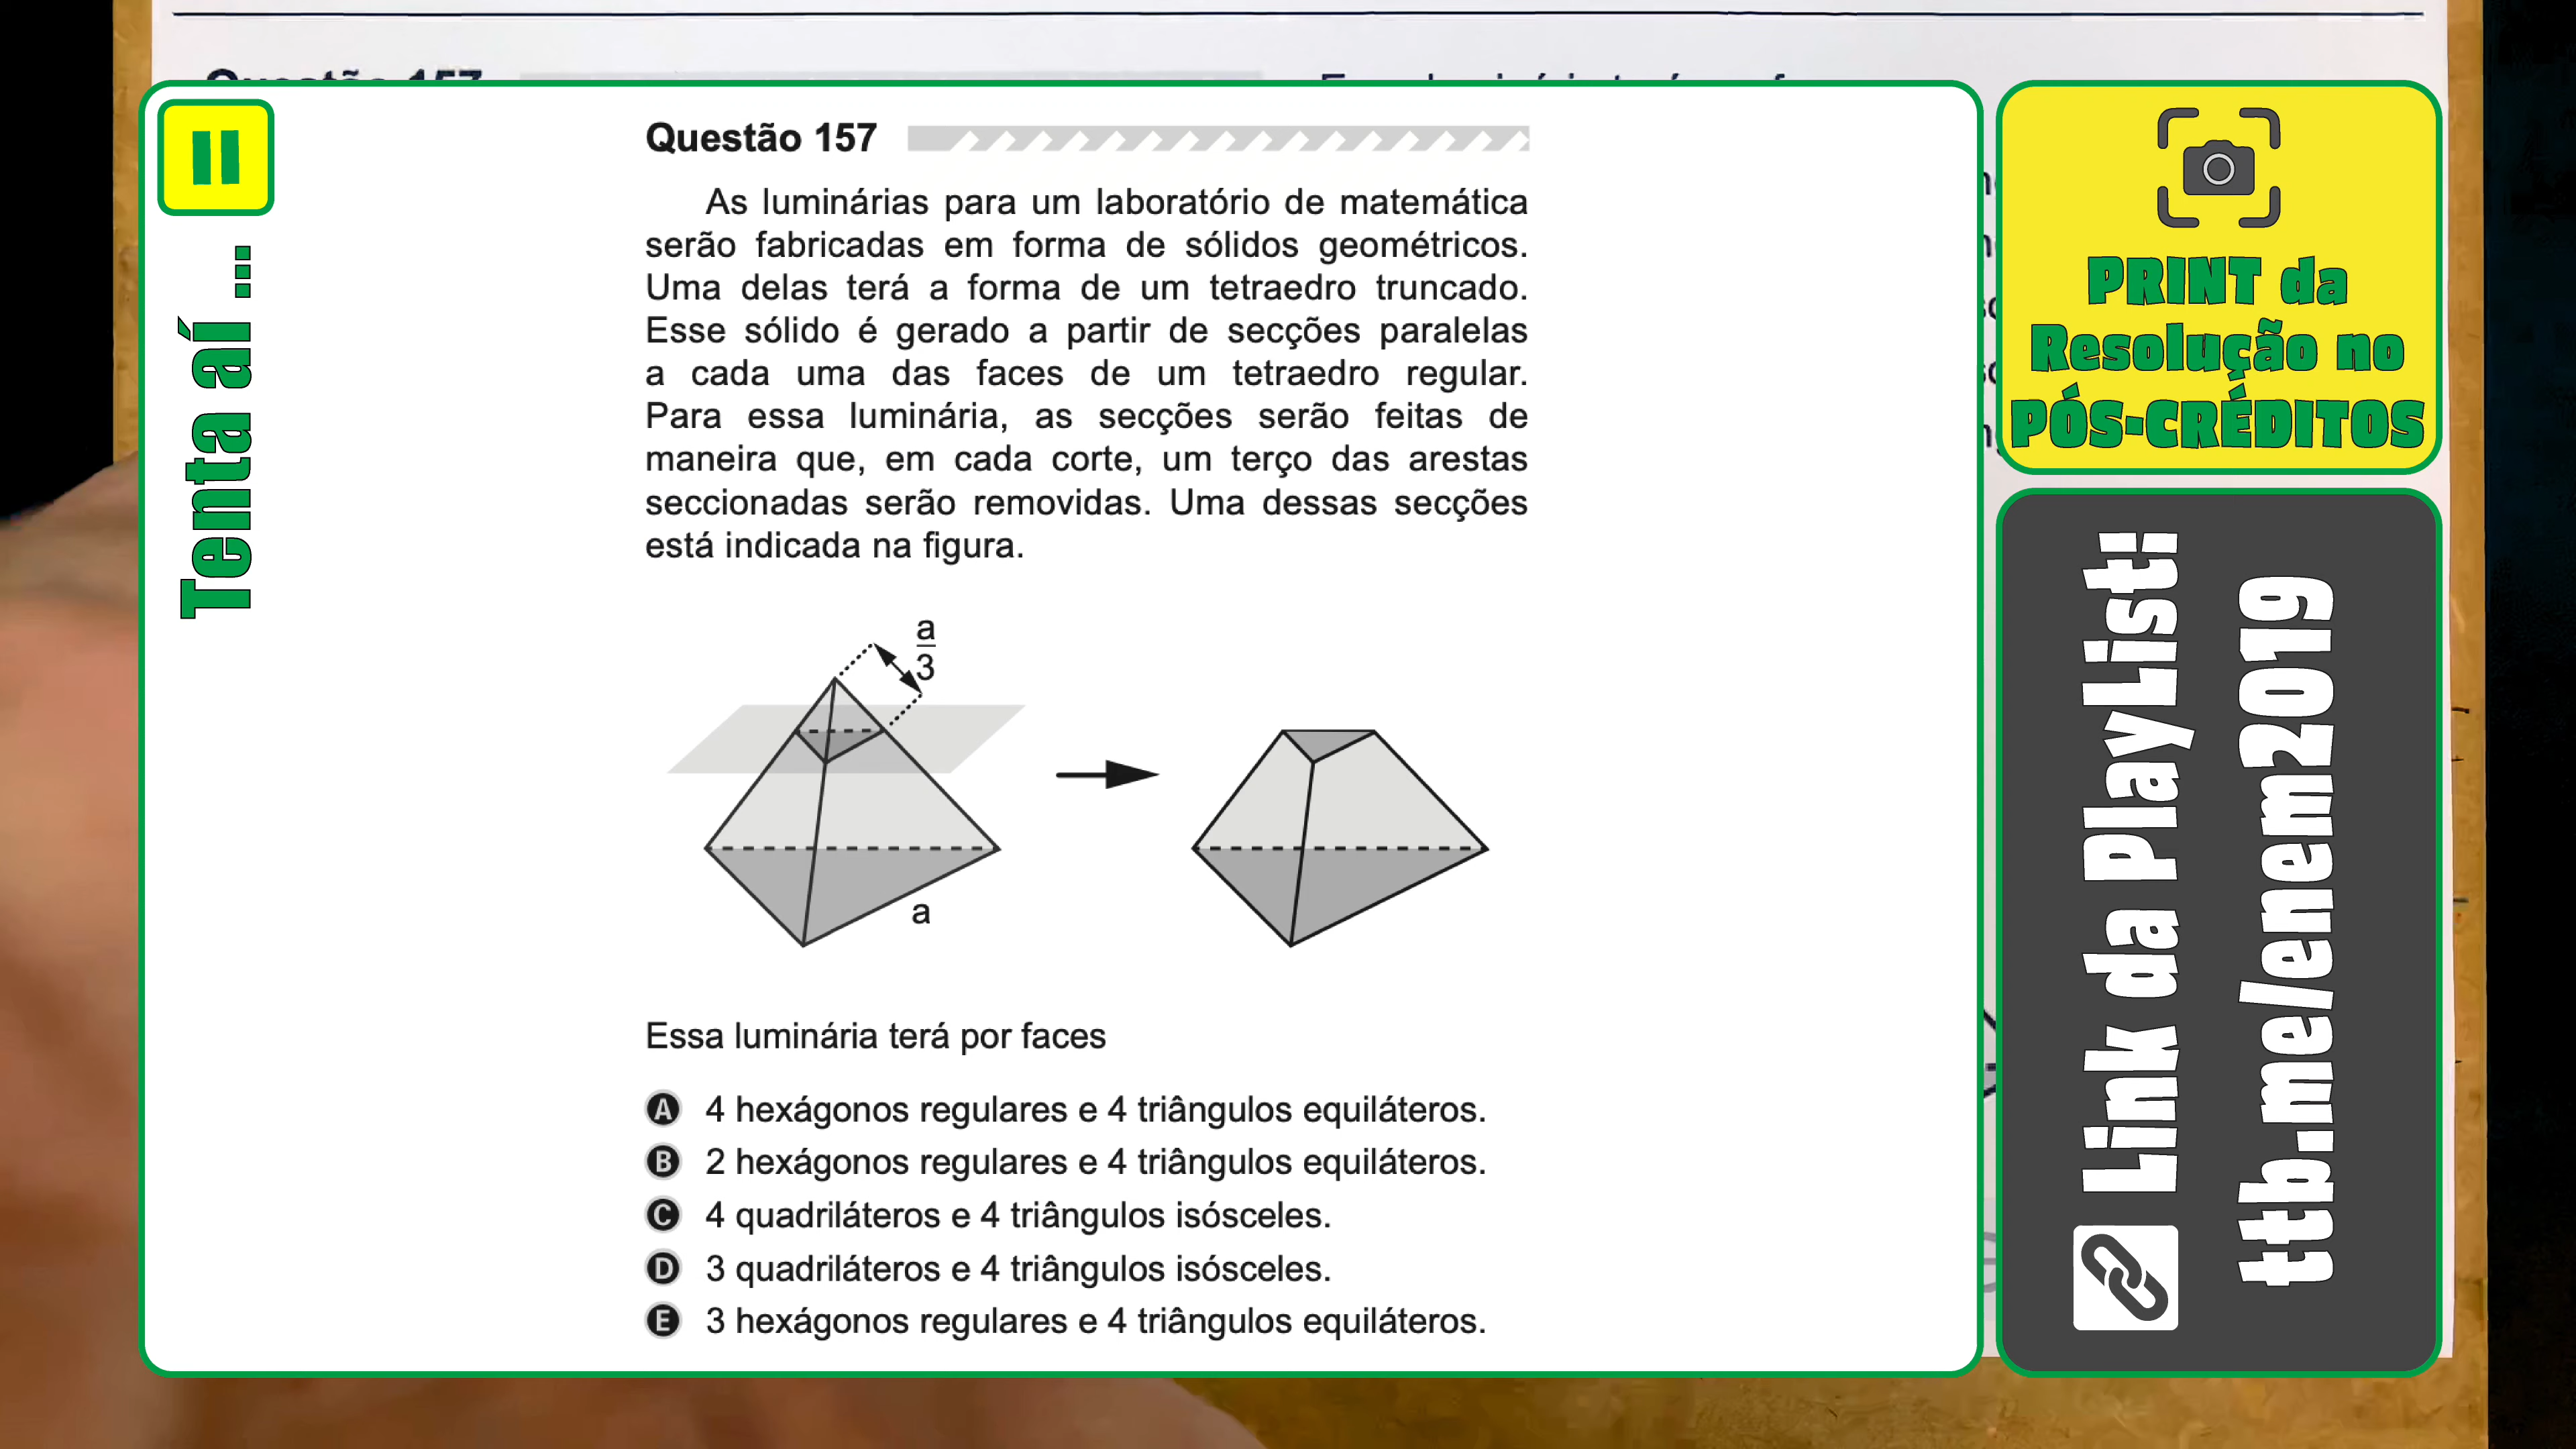 Questão 157
Tenta aí ...
Questão 157
As luminárias para um laboratório de matemática
serão fabricadas em forma de sólidos geométricos.
Uma delas terá a forma de um tetraedro truncado.
Esse sólido é gerado a partir de secções paralelas
a cada uma das faces de um tetraedro regular.
Para essa luminária, as secções serão feitas de
maneira que, em cada corte, um terço das arestas
seccionadas serão removidas. Uma dessas secções
está indicada na figura.
a
3
a
Essa luminária terá por faces
A 4 hexágonos regulares e 4 triângulos equiláteros.
B 2 hexágonos regulares e 4 triângulos equiláteros.
C 4 quadriláteros e 4 triângulos isósceles.
D 3 quadriláteros e 4 triângulos isósceles.
E 3 hexágonos regulares e 4 triângulos equiláteros.
PRINT da
Resolução no
PÓS-CRÉDITOS
Link da PlayList:
ttb.me/enem2019